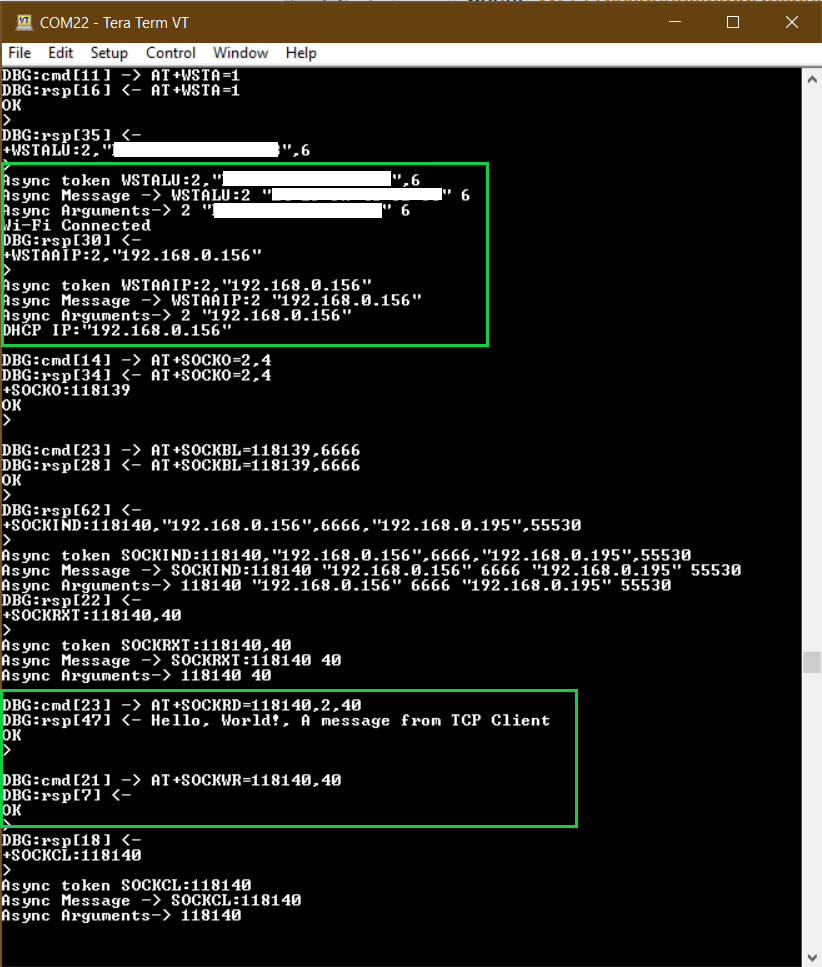 VT COM22 - Tera Term VT
File Edit Setup Control Window Help
DBG:cmd[11] -> AT+WSTA=1
DBG:rsp[16] <- AT+WSTA=1
OK
>
DBG:rsp[35] <-
+WSTALU:2,"",6
>
Async token WSTALU:2,"",6
Async Message -> WSTALU:2 "" 6
Async Arguments-> 2 "" 6
Wi-Fi Connected
DBG:rsp[30] <-
+WSTAAIP:2,"192.168.0.156"
>
Async token WSTAAIP:2,"192.168.0.156"
Async Message -> WSTAAIP:2 "192.168.0.156"
Async Arguments-> 2 "192.168.0.156"
DHCP IP:"192.168.0.156"
DBG:cmd[14] -> AT+SOCKO=2,4
DBG:rsp[34] <- AT+SOCKO=2,4
+SOCKO:118139
OK
>
DBG:cmd[23] -> AT+SOCKBL=118139,6666
DBG:rsp[28] <- AT+SOCKBL=118139,6666
OK
>
DBG:rsp[62] <-
+SOCKIND:118140,"192.168.0.156",6666,"192.168.0.195",55530
>
Async token SOCKIND:118140,"192.168.0.156",6666,"192.168.0.195",55530
Async Message -> SOCKIND:118140 "192.168.0.156" 6666 "192.168.0.195" 55530
Async Arguments-> 118140 "192.168.0.156" 6666 "192.168.0.195" 55530
DBG:rsp[22] <-
+SOCKRXT:118140,40
>
Async token SOCKRXT:118140,40
Async Message -> SOCKRXT:118140 40
Async Arguments-> 118140 40
DBG:cmd[23] -> AT+SOCKRD=118140,2,40
DBG:rsp[47] <- Hello, World!, A message from TCP Client
OK
>
DBG:cmd[21] -> AT+SOCKWR=118140,40
DBG:rsp[7] <-
OK
>
DBG:rsp[18] <-
+SOCKCL:118140
>
Async token SOCKCL:118140
Async Message -> SOCKCL:118140
Async Arguments-> 118140